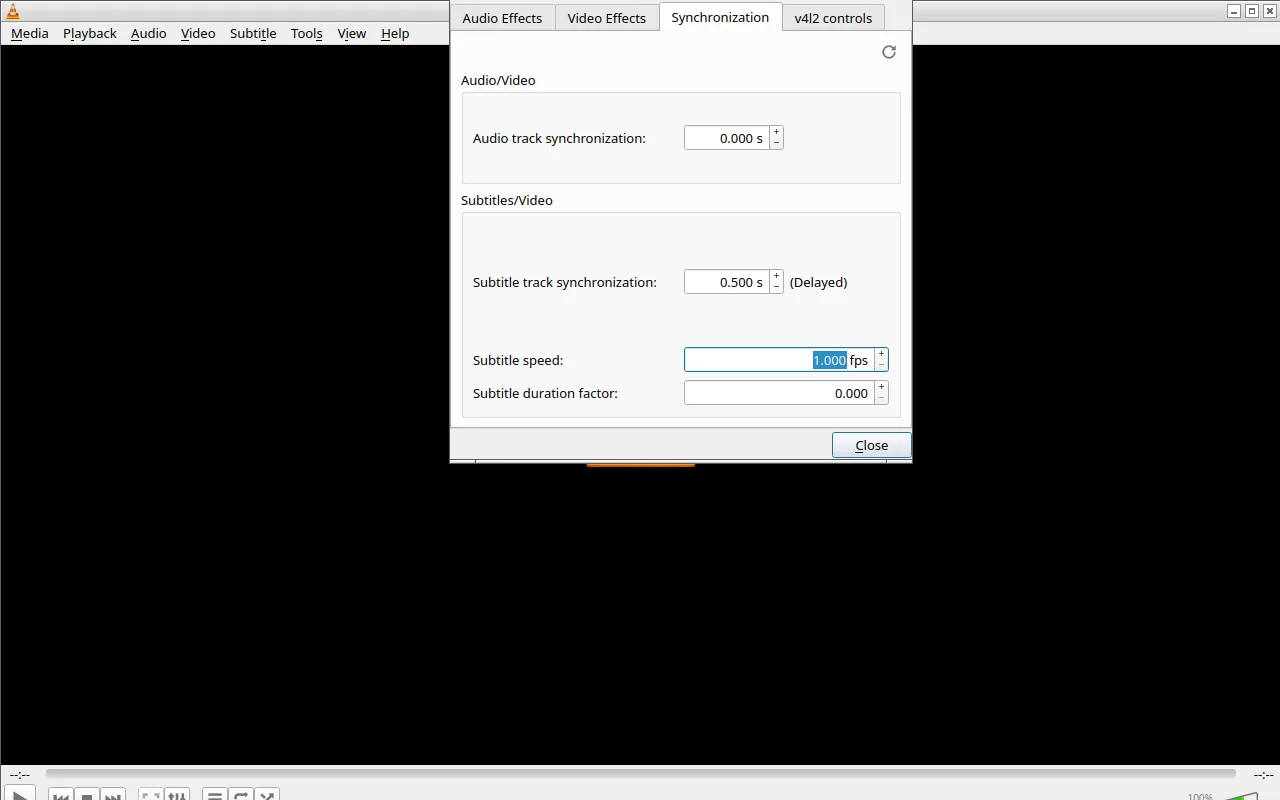 Audio Effects Video Effects Synchronization v4l2 controls
Media Playback Audio Video Subtitle Tools View Help
Audio/Video
Audio track synchronization: 0.000 s + −
Subtitles/Video
Subtitle track synchronization: 0.500 s + − (Delayed)
Subtitle speed: 1.000 fps + −
Subtitle duration factor: 0.000 + −
Close
--:-- --:--
100%